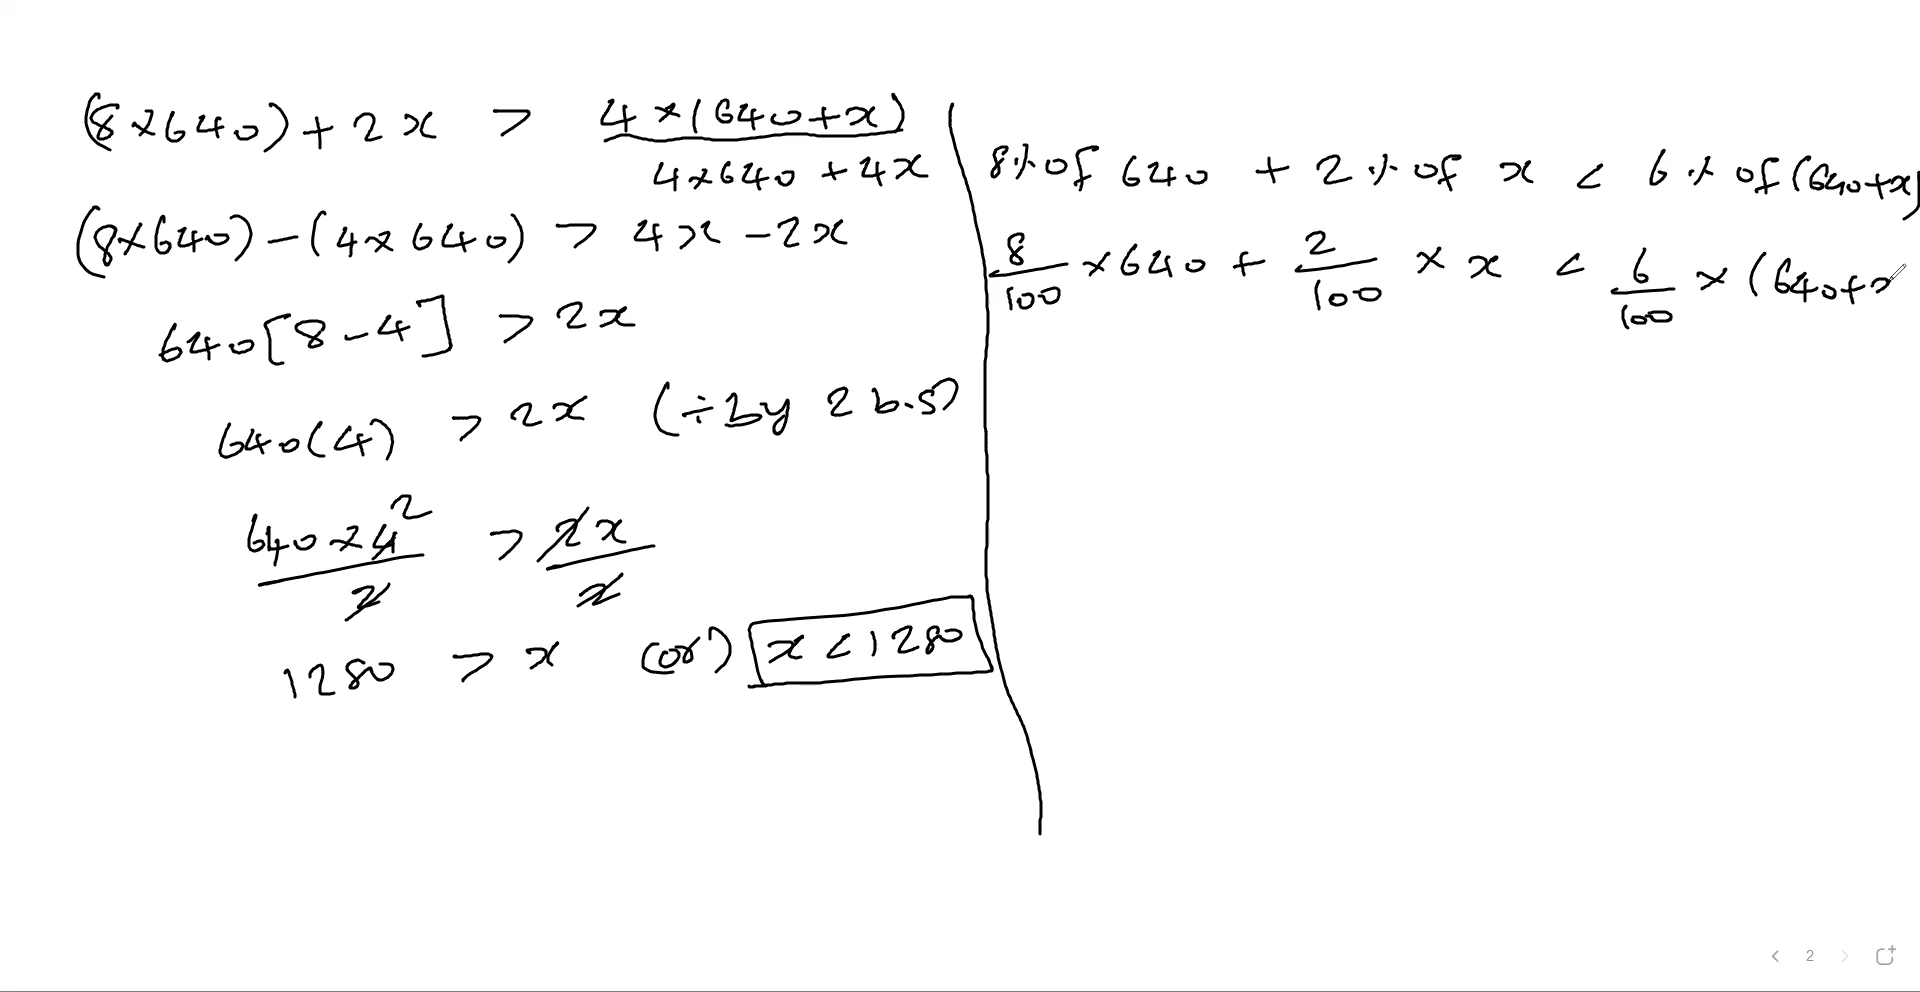 (8×640)+2x > 4×(640+x)
4×640+4x
(8×640)-(4×640) > 4x-2x
640[8-4] > 2x
640(4) > 2x (÷by 2 b.s)
640×4² / 2 > 2x / 2
1280 > x (or) x < 1280
8% of 640 + 2% of x < 6% of (640+x)
8/100 × 640 + 2/100 × x < 6/100 × (640+x
2